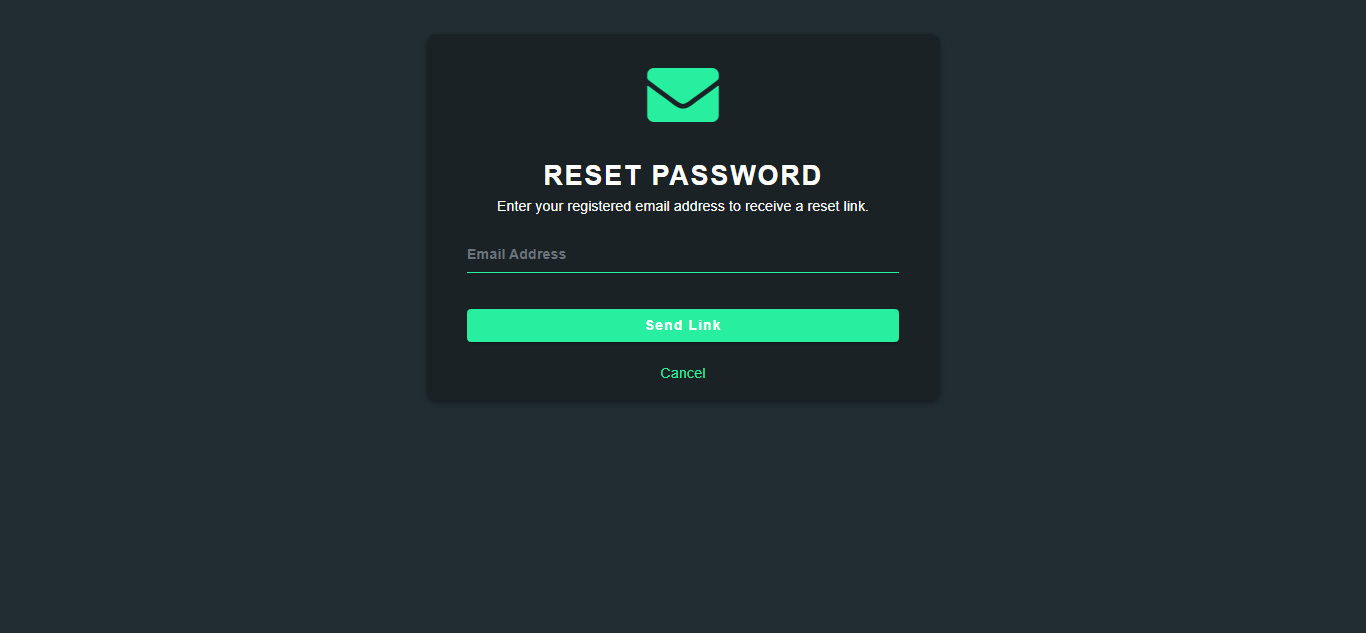 RESET PASSWORD
Enter your registered email address to receive a reset link.
Email Address
Send Link
Cancel